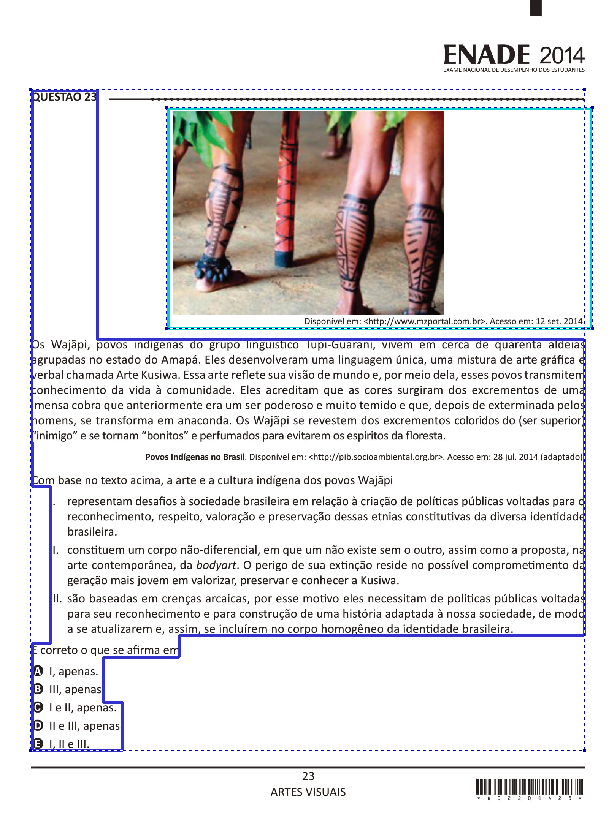 ENADE 2014
EXAME NACIONAL DE DESEMPENHO DOS ESTUDANTES
QUESTÃO 23
Disponível em: <http://www.mzportal.com.br>. Acesso em: 12 set. 2014
Os Wajãpi, povos indígenas do grupo linguístico Tupi-Guarani, vivem em cerca de quarenta aldeias
agrupadas no estado do Amapá. Eles desenvolveram uma linguagem única, uma mistura de arte gráfica e
verbal chamada Arte Kusiwa. Essa arte reflete sua visão de mundo e, por meio dela, esses povos transmitem
conhecimento da vida à comunidade. Eles acreditam que as cores surgiram dos excrementos de uma
imensa cobra que anteriormente era um ser poderoso e muito temido e que, depois de exterminada pelos
homens, se transforma em anaconda. Os Wajãpi se revestem dos excrementos coloridos do (ser superior)
"inimigo" e se tornam "bonitos" e perfumados para evitarem os espíritos da floresta.
Povos Indígenas no Brasil. Disponível em: <http://pib.socioambiental.org.br>. Acesso em: 28 jul. 2014 (adaptado)
Com base no texto acima, a arte e a cultura indígena dos povos Wajãpi
I. representam desafios à sociedade brasileira em relação à criação de políticas públicas voltadas para o
reconhecimento, respeito, valoração e preservação dessas etnias constitutivas da diversa identidade
brasileira.
II. constituem um corpo não-diferencial, em que um não existe sem o outro, assim como a proposta, na
arte contemporânea, da bodyart. O perigo de sua extinção reside no possível comprometimento da
geração mais jovem em valorizar, preservar e conhecer a Kusiwa.
III. são baseadas em crenças arcaicas, por esse motivo eles necessitam de políticas públicas voltadas
para seu reconhecimento e para construção de uma história adaptada à nossa sociedade, de modo
a se atualizarem e, assim, se incluírem no corpo homogêneo da identidade brasileira.
É correto o que se afirma em
A I, apenas.
B III, apenas
C I e II, apenas.
D II e III, apenas
E I, II e III.
23
ARTES VISUAIS